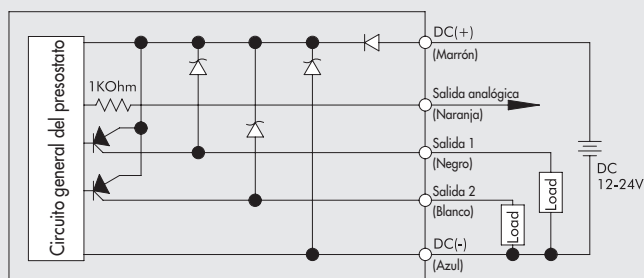 Circuito general del presostato
1KOhm
DC(+)
(Marrón)
Salida analógica
(Naranja)
Salida 1
(Negro)
Salida 2
(Blanco)
DC(-)
(Azul)
Load
Load
DC
12-24V